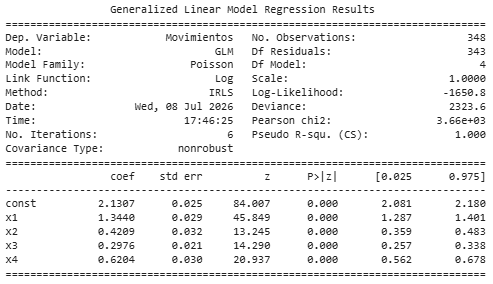 Generalized Linear Model Regression Results
==============================================================================
Dep. Variable: Movimientos No. Observations: 348
Model: GLM Df Residuals: 343
Model Family: Poisson Df Model: 4
Link Function: Log Scale: 1.0000
Method: IRLS Log-Likelihood: -1650.8
Date: Wed, 08 Jul 2026 Deviance: 2323.6
Time: 17:46:25 Pearson chi2: 3.66e+03
No. Iterations: 6 Pseudo R-squ. (CS): 1.000
Covariance Type: nonrobust
==============================================================================
coef std err z P>|z| [0.025 0.975]
------------------------------------------------------------------------------
const 2.1307 0.025 84.007 0.000 2.081 2.180
x1 1.3440 0.029 45.849 0.000 1.287 1.401
x2 0.4209 0.032 13.245 0.000 0.359 0.483
x3 0.2976 0.021 14.290 0.000 0.257 0.338
x4 0.6204 0.030 20.937 0.000 0.562 0.678
==============================================================================